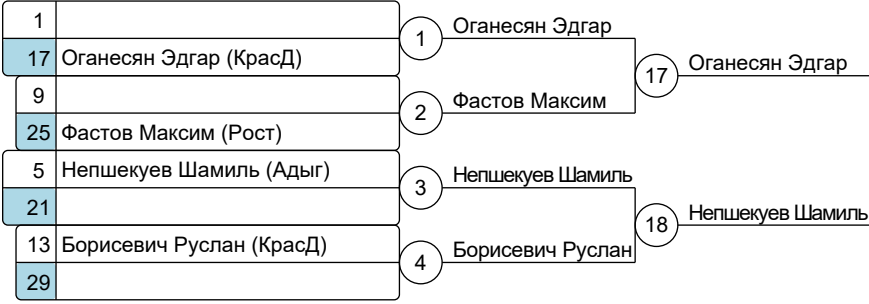 1
17 Оганесян Эдгар (КрасД)
9
25 Фастов Максим (Рост)
5 Непшекуев Шамиль (Адыг)
21
13 Борисевич Руслан (КрасД)
29
1 Оганесян Эдгар
2 Фастов Максим
3 Непшекуев Шамиль
4 Борисевич Руслан
17 Оганесян Эдгар
18 Непшекуев Шамиль